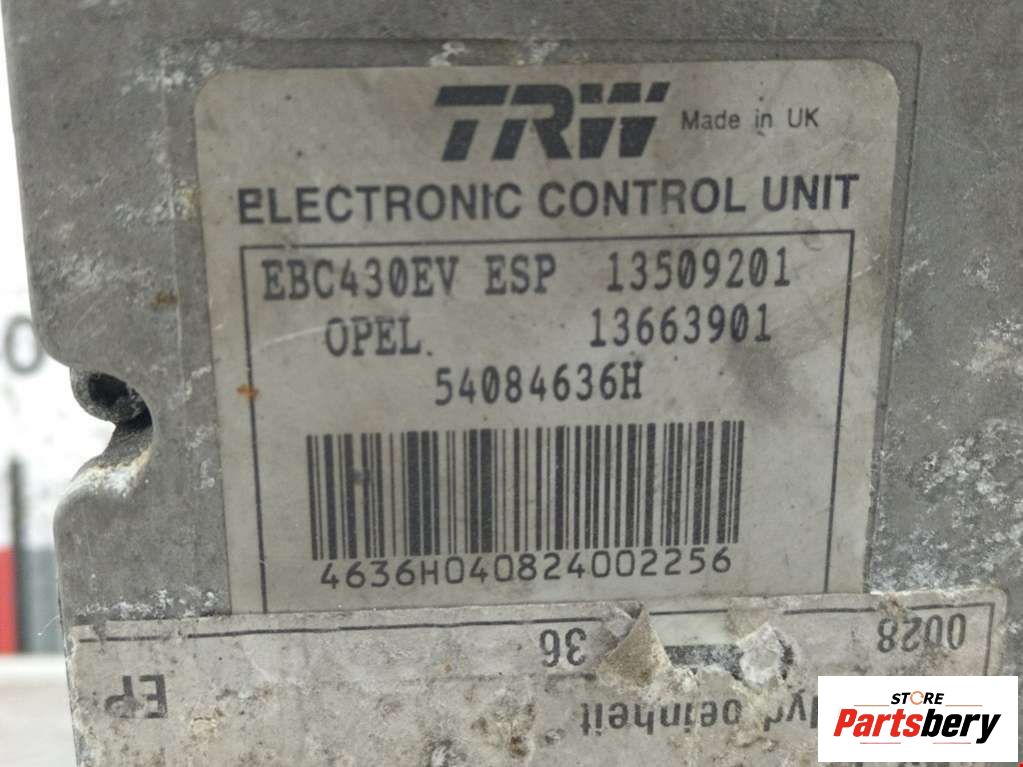 TRW Made in UK
ELECTRONIC CONTROL UNIT
EBC430EV ESP 13509201
OPEL 13663901
54084636H
4636H040824002256
0028
36
EP
STORE
Partsbery